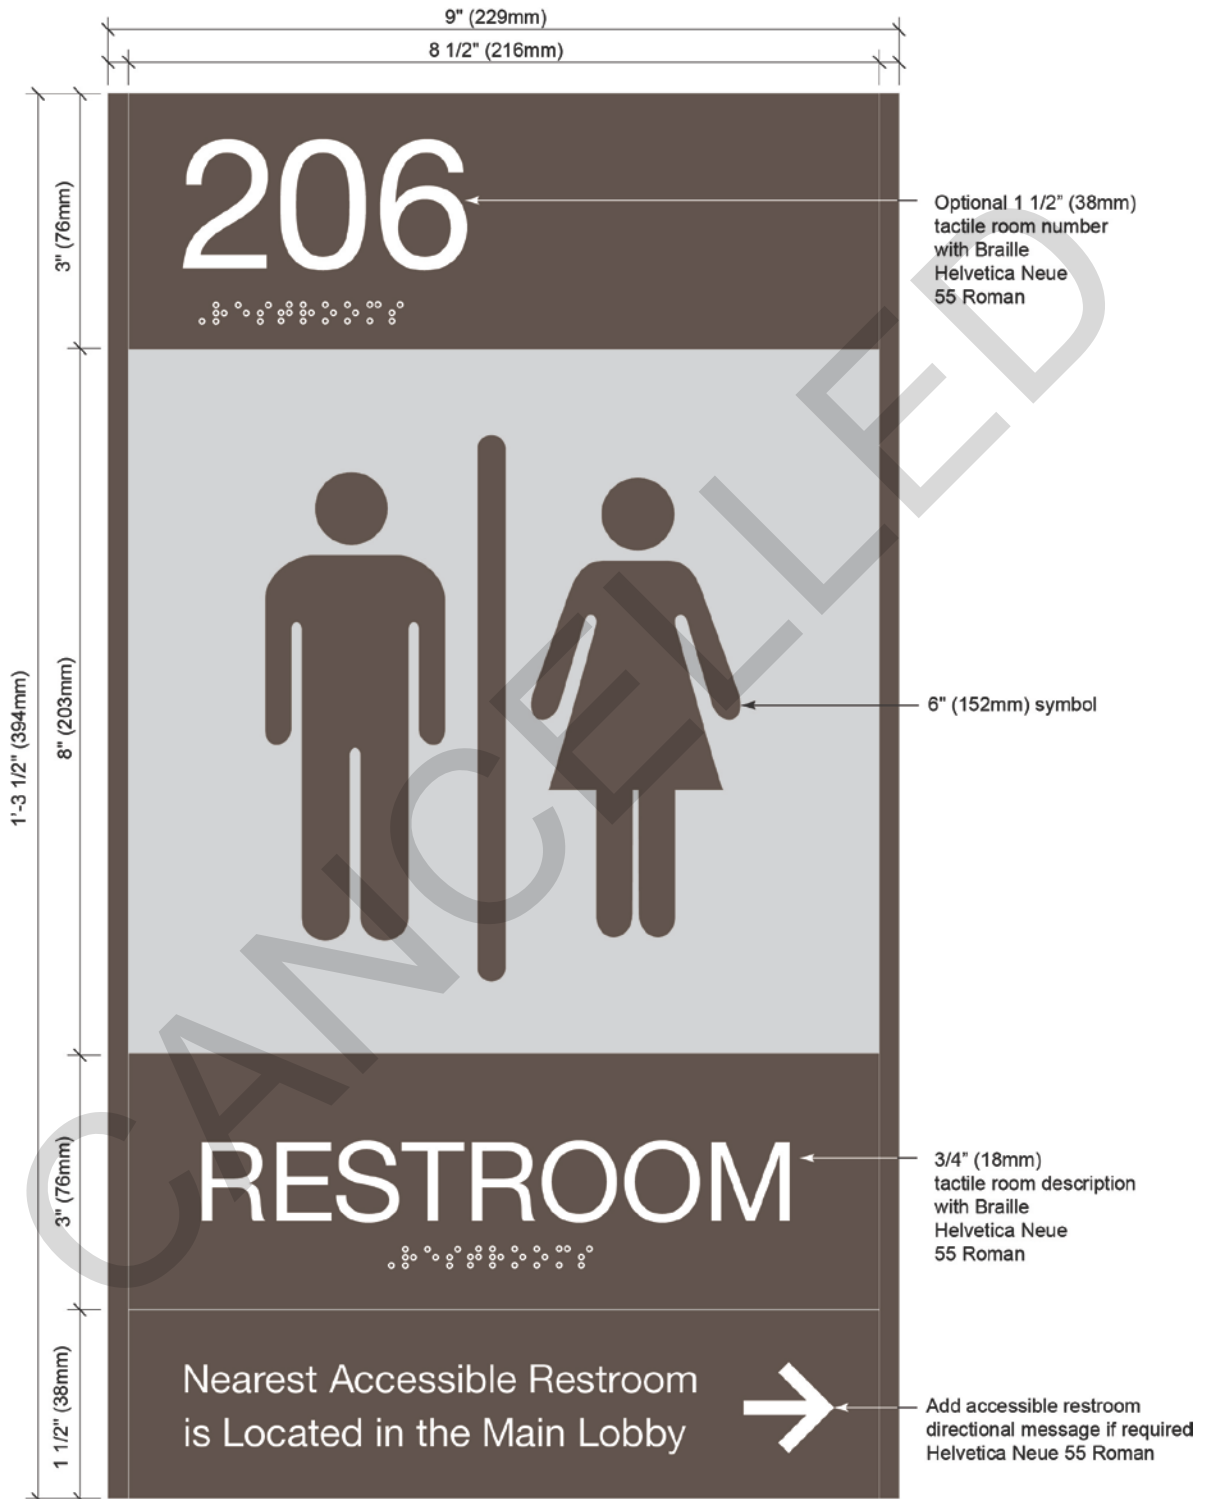 9" (229mm)
8 1/2" (216mm)
206
⠠⠗⠑⠎⠞⠗⠕⠕⠍
3" (76mm)
Optional 1 1/2” (38mm)
tactile room number
with Braille
Helvetica Neue
55 Roman
1'-3 1/2" (394mm)
8" (203mm)
6" (152mm) symbol
CANCELLED
3" (76mm)
RESTROOM
⠠⠗⠑⠎⠞⠗⠕⠕⠍
3/4” (18mm)
tactile room description
with Braille
Helvetica Neue
55 Roman
1 1/2" (38mm)
Nearest Accessible Restroom
is Located in the Main Lobby
Add accessible restroom
directional message if required
Helvetica Neue 55 Roman